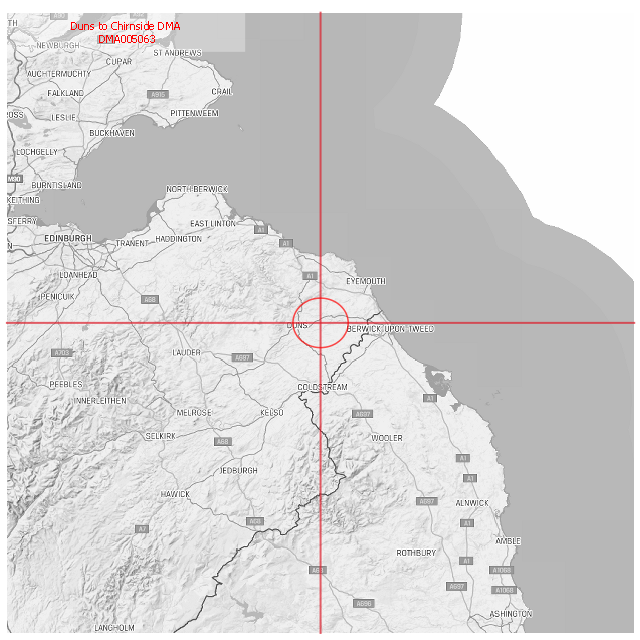 Duns to Chirnside DMA
DMA005063
TH
NEWBURGH
ST ANDREWS
CUPAR
AUCHTERMUCHTY
FALKLAND
A915
CRAIL
ROSS
LESLIE
PITTENWEEM
BUCKHAVEN
LOCHGELLY
M90
BURNTISLAND
NORTH BERWICK
KEITHING
SFERRY
EAST LINTON
A1
EDINBURGH
TRANENT
HADDINGTON
A1
LOANHEAD
A1
EYEMOUTH
PENICUIK
A68
DUNS
BERWICK-UPON-TWEED
A703
LAUDER
A697
PEEBLES
COLDSTREAM
INNERLEITHEN
A1
MELROSE
KELSO
A697
SELKIRK
A68
WOOLER
A1
JEDBURGH
A1
HAWICK
A697
ALNWICK
A7
A68
A1
AMBLE
ROTHBURY
A1
A68
A1068
A697
A1068
A696
ASHINGTON
LANGHOLM